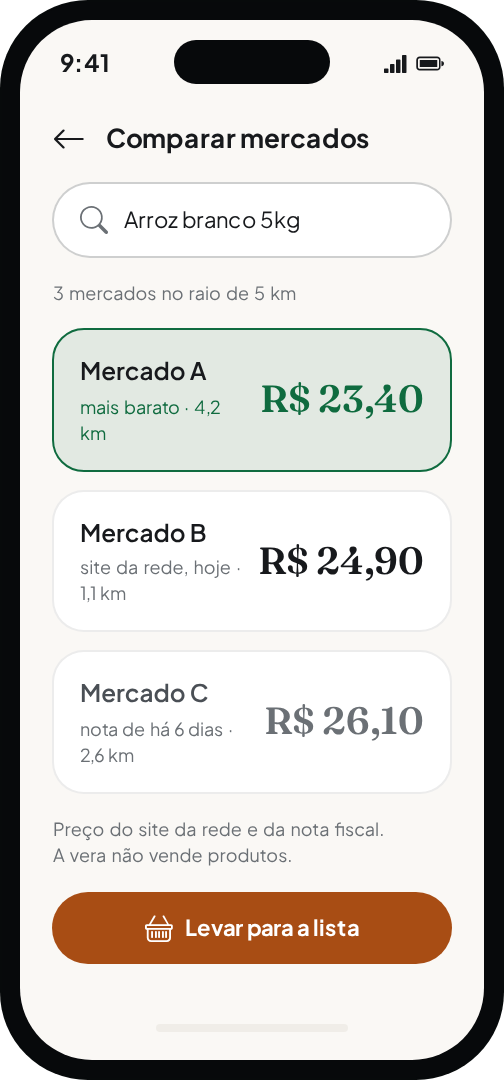 9:41
Comparar mercados
Arroz branco 5kg
3 mercados no raio de 5 km
Mercado A
mais barato · 4,2
km
R$ 23,40
Mercado B
site da rede, hoje ·
1,1 km
R$ 24,90
Mercado C
nota de há 6 dias ·
2,6 km
R$ 26,10
Preço do site da rede e da nota fiscal.
A vera não vende produtos.
Levar para a lista